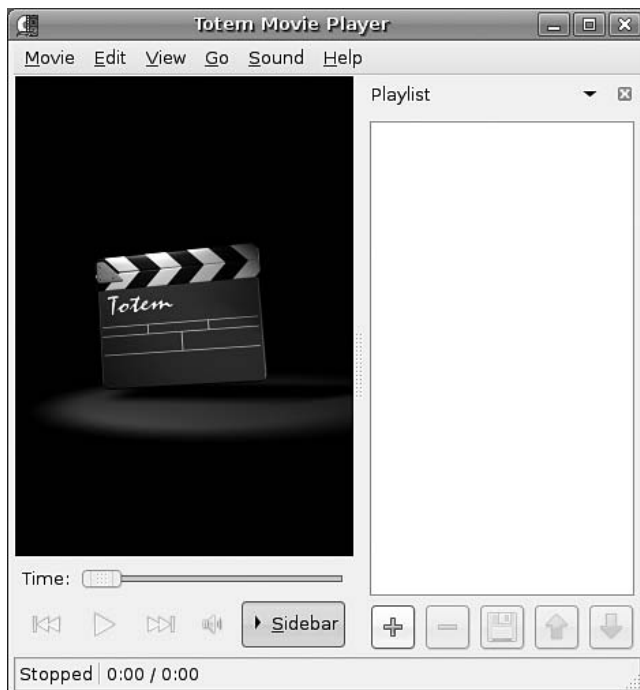 Totem Movie Player
Movie Edit View Go Sound Help
Playlist
Totem
Time:
Sidebar
Stopped 0:00 / 0:00